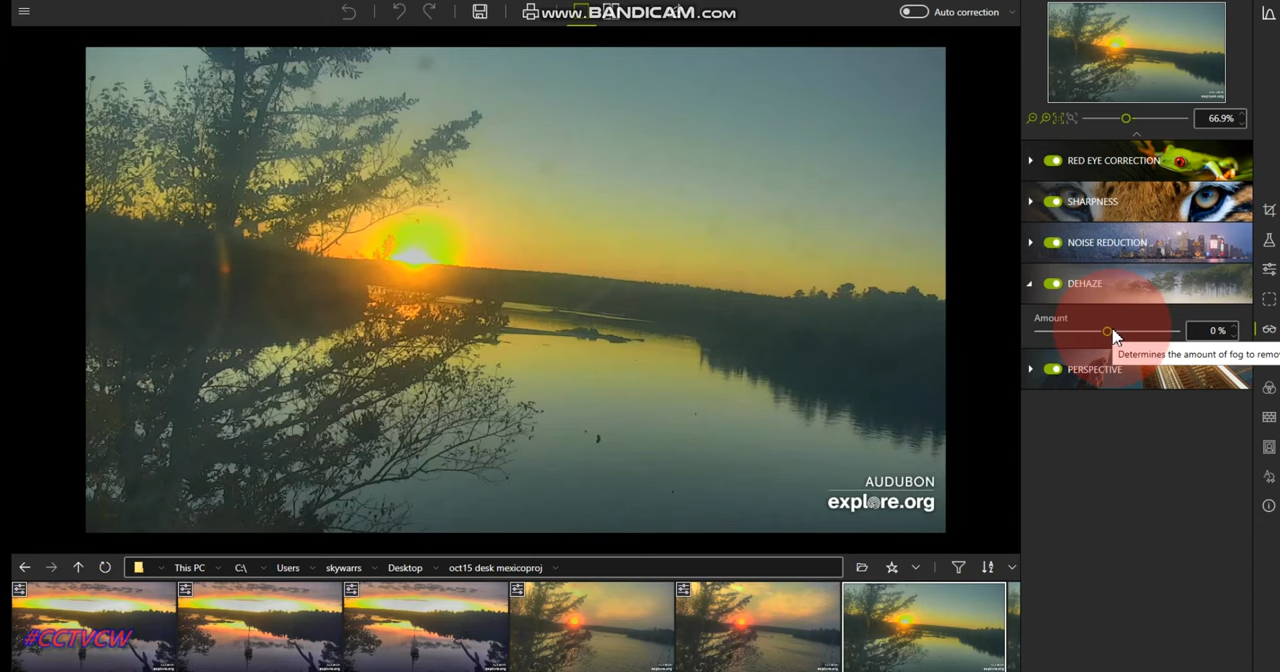 www.BANDICAM.com
Auto correction
66.9%
RED EYE CORRECTION
SHARPNESS
NOISE REDUCTION
DEHAZE
Amount
0 %
Determines the amount of fog to remo
PERSPECTIVE
AUDUBON
explore.org
This PC C:\ Users skywarrs Desktop oct15 desk mexicoproj
#CCTVCW